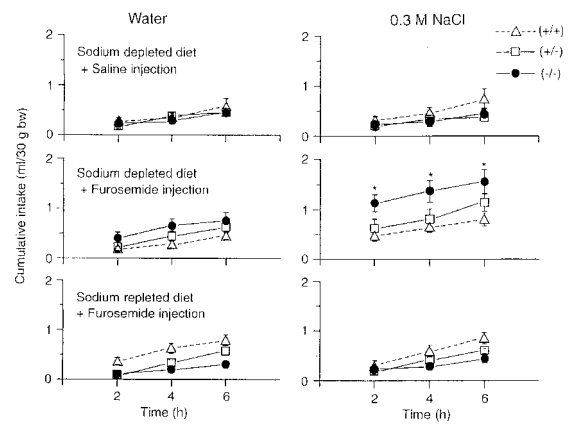 Water
0.3 M NaCl
(+/+)
(+/-)
(-/-)
Sodium depleted diet
+ Saline injection
2
1
0
2
1
0
Sodium depleted diet
+ Furosemide injection
2
1
0
2
1
0
* * *
Sodium repleted diet
+ Furosemide injection
2
1
0
2
1
0
2 4 6
2 4 6
Time (h)
Time (h)
Cumulative intake (ml/30 g bw)